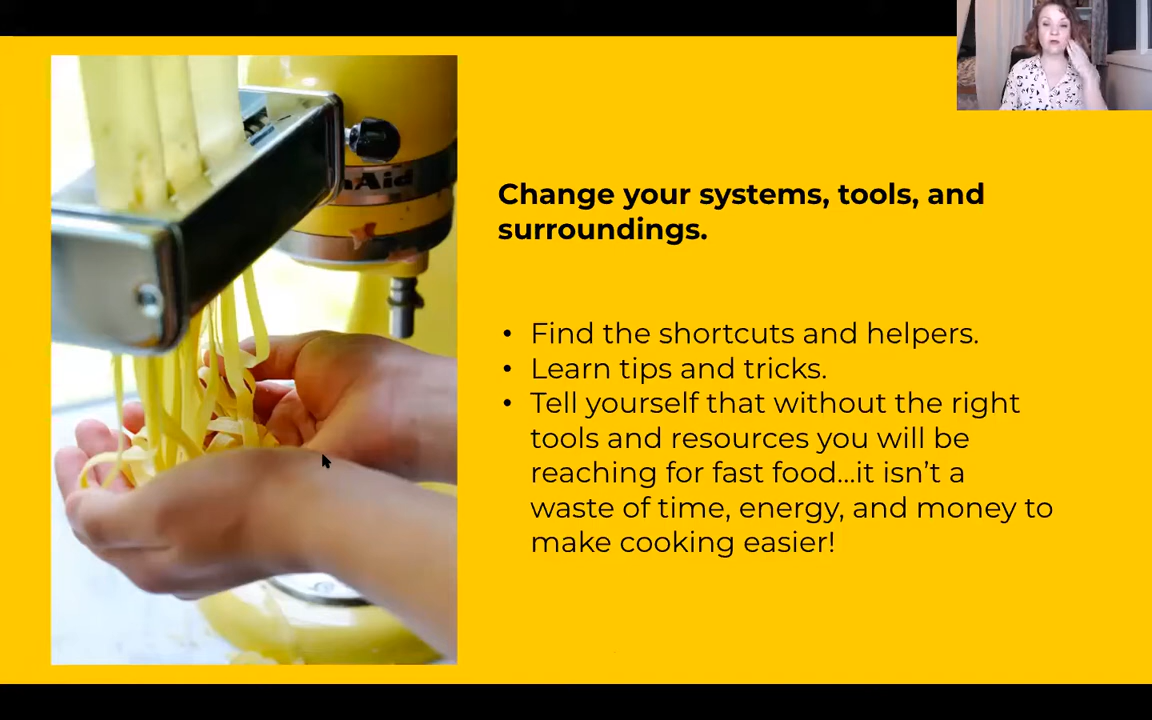 Change your systems, tools, and
surroundings.
• Find the shortcuts and helpers.
• Learn tips and tricks.
• Tell yourself that without the right
tools and resources you will be
reaching for fast food...it isn’t a
waste of time, energy, and money to
make cooking easier!